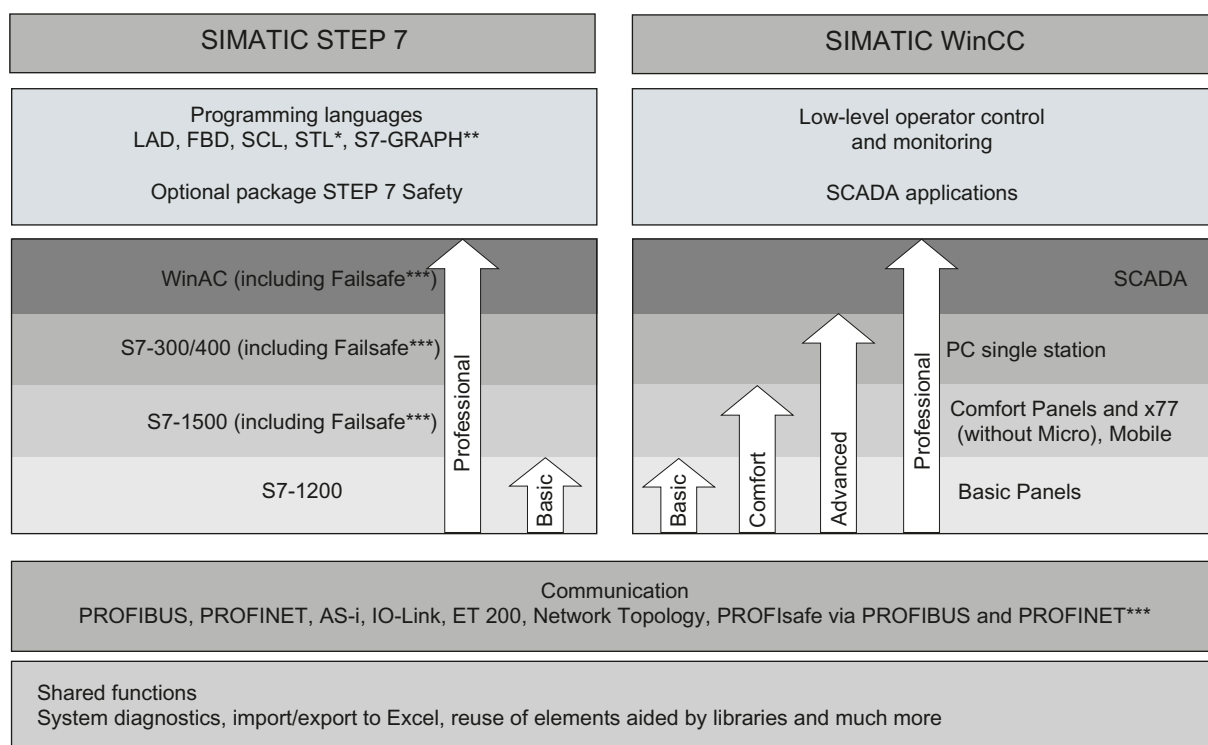 SIMATIC STEP 7
Programming languages
LAD, FBD, SCL, STL*, S7-GRAPH**
Optional package STEP 7 Safety
WinAC (including Failsafe***)
S7-300/400 (including Failsafe***)
S7-1500 (including Failsafe***)
S7-1200
Professional
Basic
SIMATIC WinCC
Low-level operator control
and monitoring
SCADA applications
SCADA
PC single station
Comfort Panels and x77
(without Micro), Mobile
Basic Panels
Basic
Comfort
Advanced
Professional
Communication
PROFIBUS, PROFINET, AS-i, IO-Link, ET 200, Network Topology, PROFIsafe via PROFIBUS and PROFINET***
Shared functions
System diagnostics, import/export to Excel, reuse of elements aided by libraries and much more